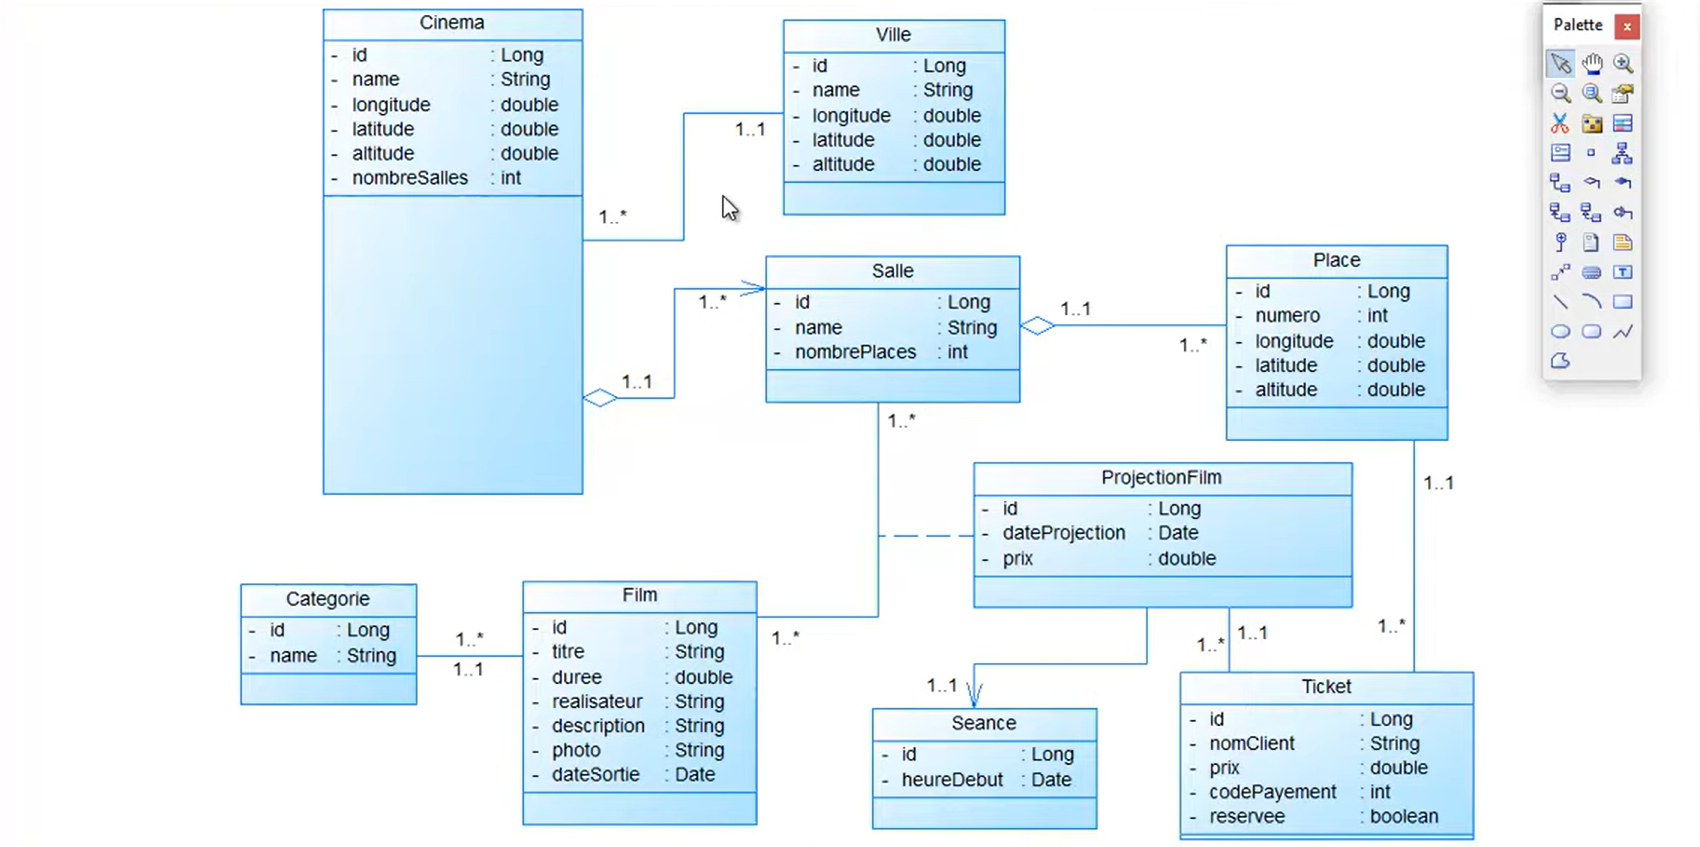 Cinema
- id : Long
- name : String
- longitude : double
- latitude : double
- altitude : double
- nombreSalles : int
Ville
- id : Long
- name : String
- longitude : double
- latitude : double
- altitude : double
1..1
1..*
Palette
x
Salle
- id : Long
- name : String
- nombrePlaces : int
1..*
1..1
1..1
1..*
Place
- id : Long
- numero : int
- longitude : double
- latitude : double
- altitude : double
1..*
1..1
ProjectionFilm
- id : Long
- dateProjection : Date
- prix : double
Categorie
- id : Long
- name : String
1..*
1..1
Film
- id : Long
- titre : String
- duree : double
- realisateur : String
- description : String
- photo : String
- dateSortie : Date
1..*
1..1
1..*
1..*
1..1
Seance
- id : Long
- heureDebut : Date
Ticket
- id : Long
- nomClient : String
- prix : double
- codePayement : int
- reservee : boolean